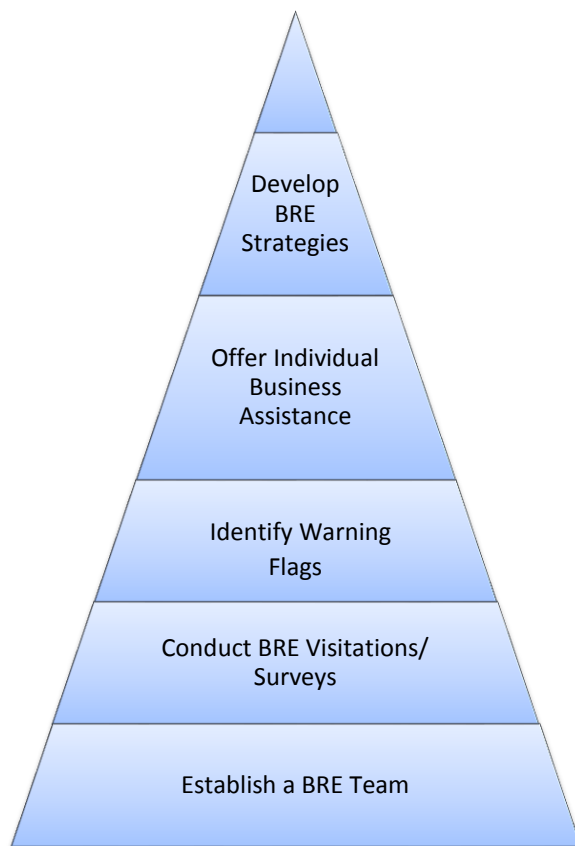 Develop
BRE
Strategies
Offer Individual
Business
Assistance
Identify Warning
Flags
Conduct BRE Visitations/
Surveys
Establish a BRE Team